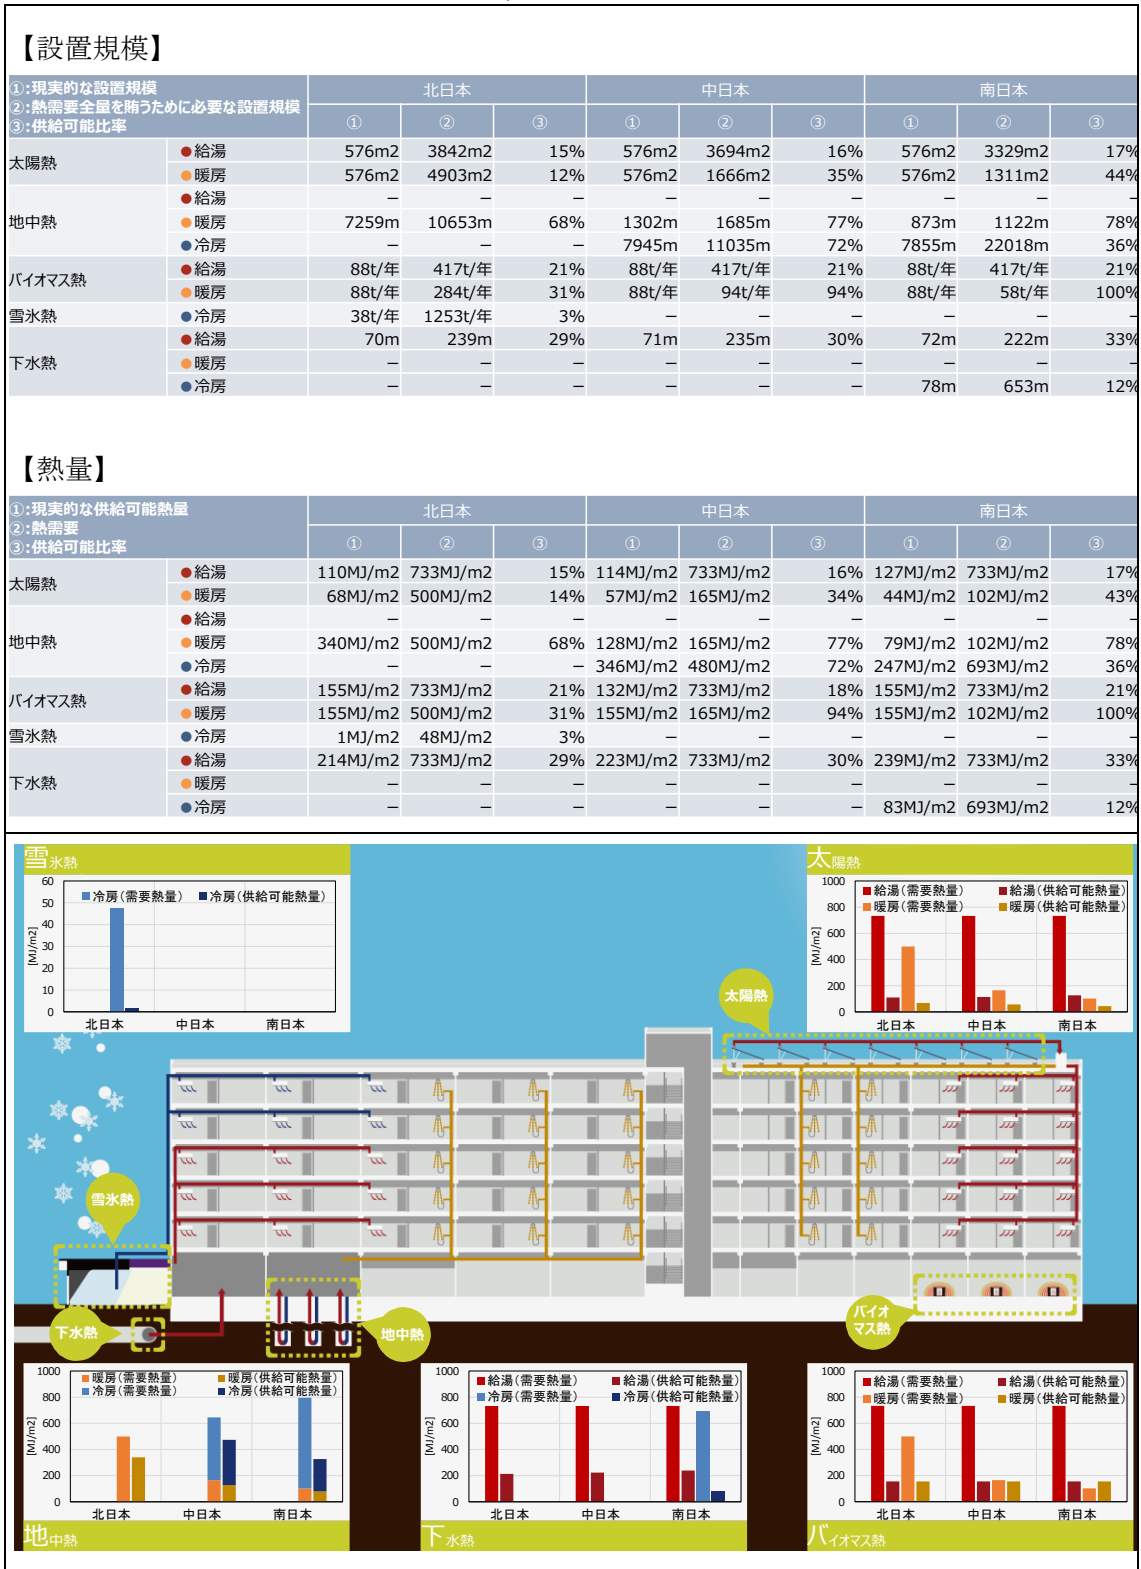 【設置規模】
①:現実的な設置規模
②:熱需要全量を賄うために必要な設置規模
③:供給可能比率
北日本 中日本 南日本
① ② ③ ① ② ③ ① ② ③
太陽熱 ●給湯 576m2 3842m2 15% 576m2 3694m2 16% 576m2 3329m2 17%
●暖房 576m2 4903m2 12% 576m2 1666m2 35% 576m2 1311m2 44%
地中熱 ●給湯 － － － － － － － － －
●暖房 7259m 10653m 68% 1302m 1685m 77% 873m 1122m 78%
●冷房 － － － 7945m 11035m 72% 7855m 22018m 36%
バイオマス熱 ●給湯 88t/年 417t/年 21% 88t/年 417t/年 21% 88t/年 417t/年 21%
●暖房 88t/年 284t/年 31% 88t/年 94t/年 94% 88t/年 58t/年 100%
雪氷熱 ●冷房 38t/年 1253t/年 3% － － － － － －
下水熱 ●給湯 70m 239m 29% 71m 235m 30% 72m 222m 33%
●暖房 － － － － － － － － －
●冷房 － － － － － － 78m 653m 12%
【熱量】
①:現実的な供給可能熱量
②:熱需要
③:供給可能比率
北日本 中日本 南日本
① ② ③ ① ② ③ ① ② ③
太陽熱 ●給湯 110MJ/m2 733MJ/m2 15% 114MJ/m2 733MJ/m2 16% 127MJ/m2 733MJ/m2 17%
●暖房 68MJ/m2 500MJ/m2 14% 57MJ/m2 165MJ/m2 34% 44MJ/m2 102MJ/m2 43%
地中熱 ●給湯 － － － － － － － － －
●暖房 340MJ/m2 500MJ/m2 68% 128MJ/m2 165MJ/m2 77% 79MJ/m2 102MJ/m2 78%
●冷房 － － － 346MJ/m2 480MJ/m2 72% 247MJ/m2 693MJ/m2 36%
バイオマス熱 ●給湯 155MJ/m2 733MJ/m2 21% 132MJ/m2 733MJ/m2 18% 155MJ/m2 733MJ/m2 21%
●暖房 155MJ/m2 500MJ/m2 31% 155MJ/m2 165MJ/m2 94% 155MJ/m2 102MJ/m2 100%
雪氷熱 ●冷房 1MJ/m2 48MJ/m2 3% － － － － － －
下水熱 ●給湯 214MJ/m2 733MJ/m2 29% 223MJ/m2 733MJ/m2 30% 239MJ/m2 733MJ/m2 33%
●暖房 － － － － － － － － －
●冷房 － － － － － － 83MJ/m2 693MJ/m2 12%
雪氷熱
60
50
40
30
20
10
0
[MJ/m2]
■冷房(需要熱量) ■冷房(供給可能熱量)
北日本 中日本 南日本
太陽熱
1000
800
600
400
200
0
[MJ/m2]
■給湯(需要熱量) ■給湯(供給可能熱量)
■暖房(需要熱量) ■暖房(供給可能熱量)
北日本 中日本 南日本
太陽熱
雪氷熱
下水熱
地中熱
バイオ
マス熱
1000
800
600
400
200
0
[MJ/m2]
■暖房(需要熱量) ■暖房(供給可能熱量)
■冷房(需要熱量) ■冷房(供給可能熱量)
北日本 中日本 南日本
地中熱
1000
800
600
400
200
0
[MJ/m2]
■給湯(需要熱量) ■給湯(供給可能熱量)
■冷房(需要熱量) ■冷房(供給可能熱量)
北日本 中日本 南日本
下水熱
1000
800
600
400
200
0
[MJ/m2]
■給湯(需要熱量) ■給湯(供給可能熱量)
■暖房(需要熱量) ■暖房(供給可能熱量)
北日本 中日本 南日本
バイオマス熱